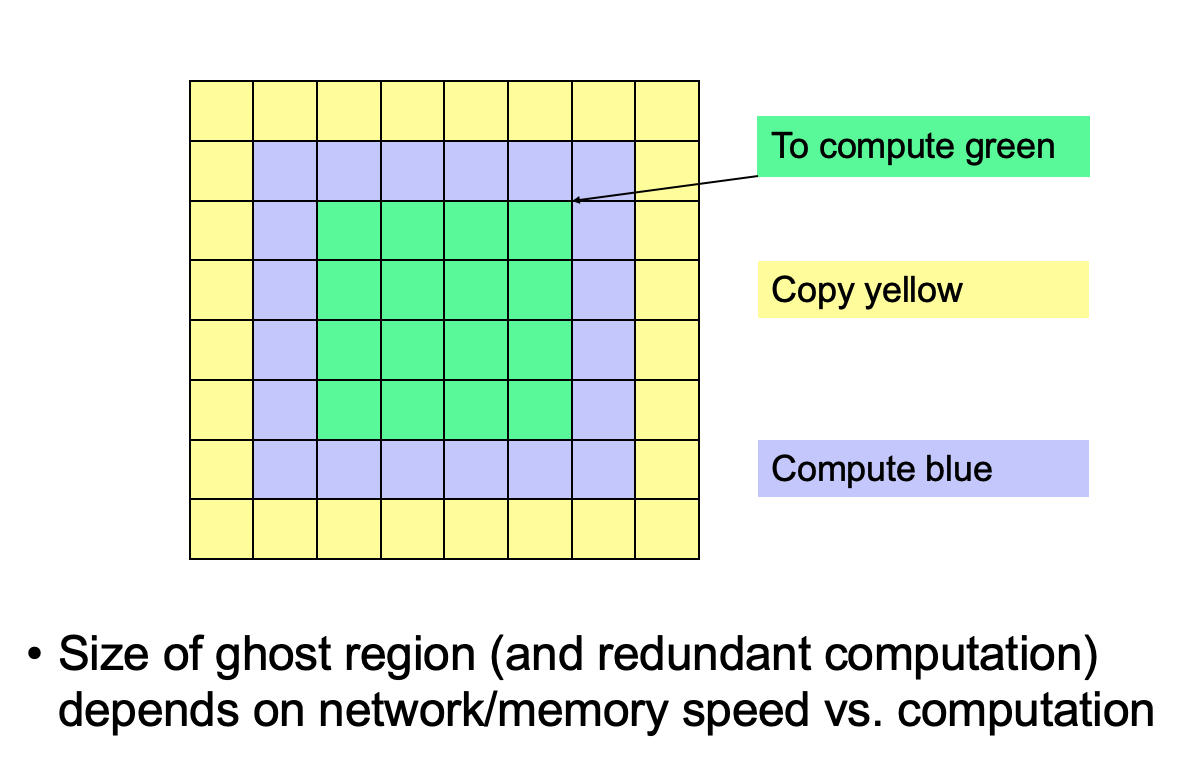 To compute green
Copy yellow
Compute blue
• Size of ghost region (and redundant computation)
depends on network/memory speed vs. computation